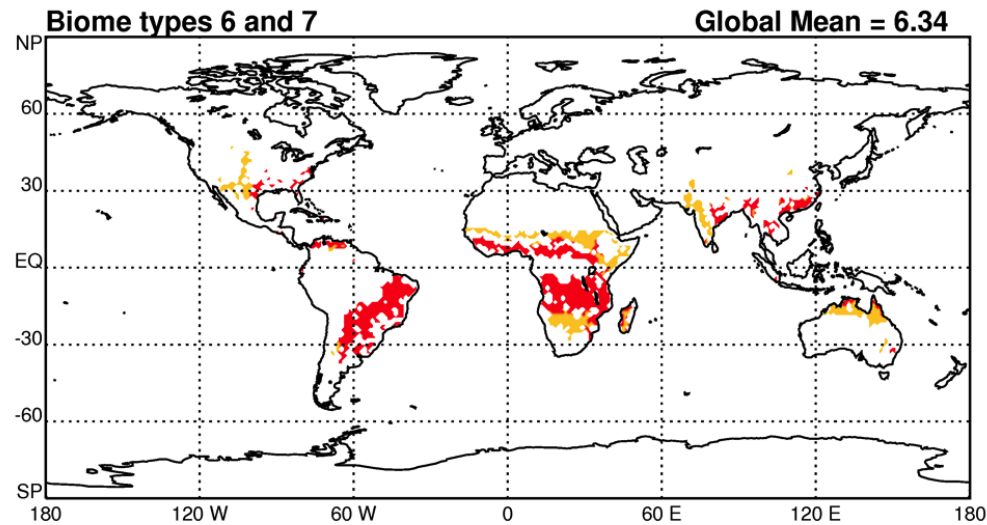 Biome types 6 and 7 Global Mean = 6.34
NP
60
30
EQ
-30
-60
SP
180 120 W 60 W 0 60 E 120 E 180